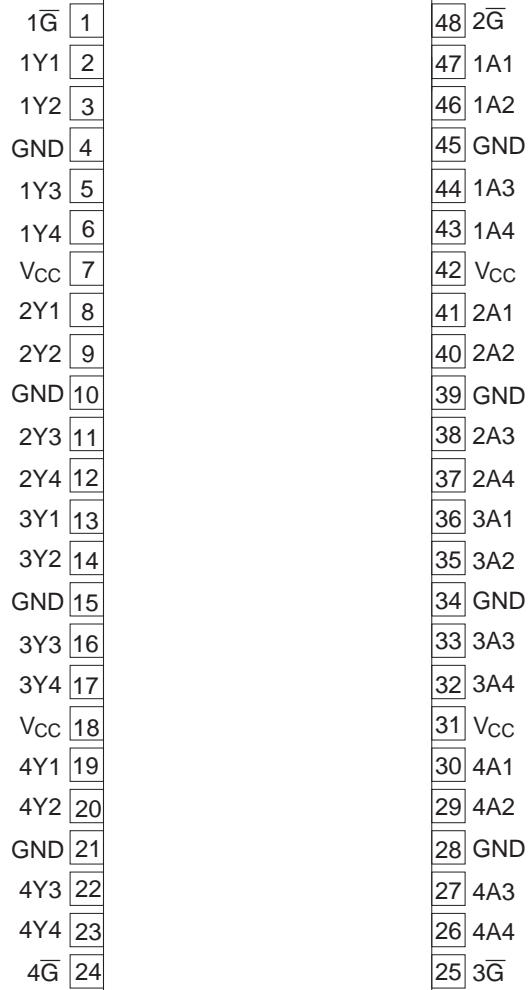 1G̅ 1 48 2G̅
1Y1 2 47 1A1
1Y2 3 46 1A2
GND 4 45 GND
1Y3 5 44 1A3
1Y4 6 43 1A4
VCC 7 42 VCC
2Y1 8 41 2A1
2Y2 9 40 2A2
GND 10 39 GND
2Y3 11 38 2A3
2Y4 12 37 2A4
3Y1 13 36 3A1
3Y2 14 35 3A2
GND 15 34 GND
3Y3 16 33 3A3
3Y4 17 32 3A4
VCC 18 31 VCC
4Y1 19 30 4A1
4Y2 20 29 4A2
GND 21 28 GND
4Y3 22 27 4A3
4Y4 23 26 4A4
4G̅ 24 25 3G̅